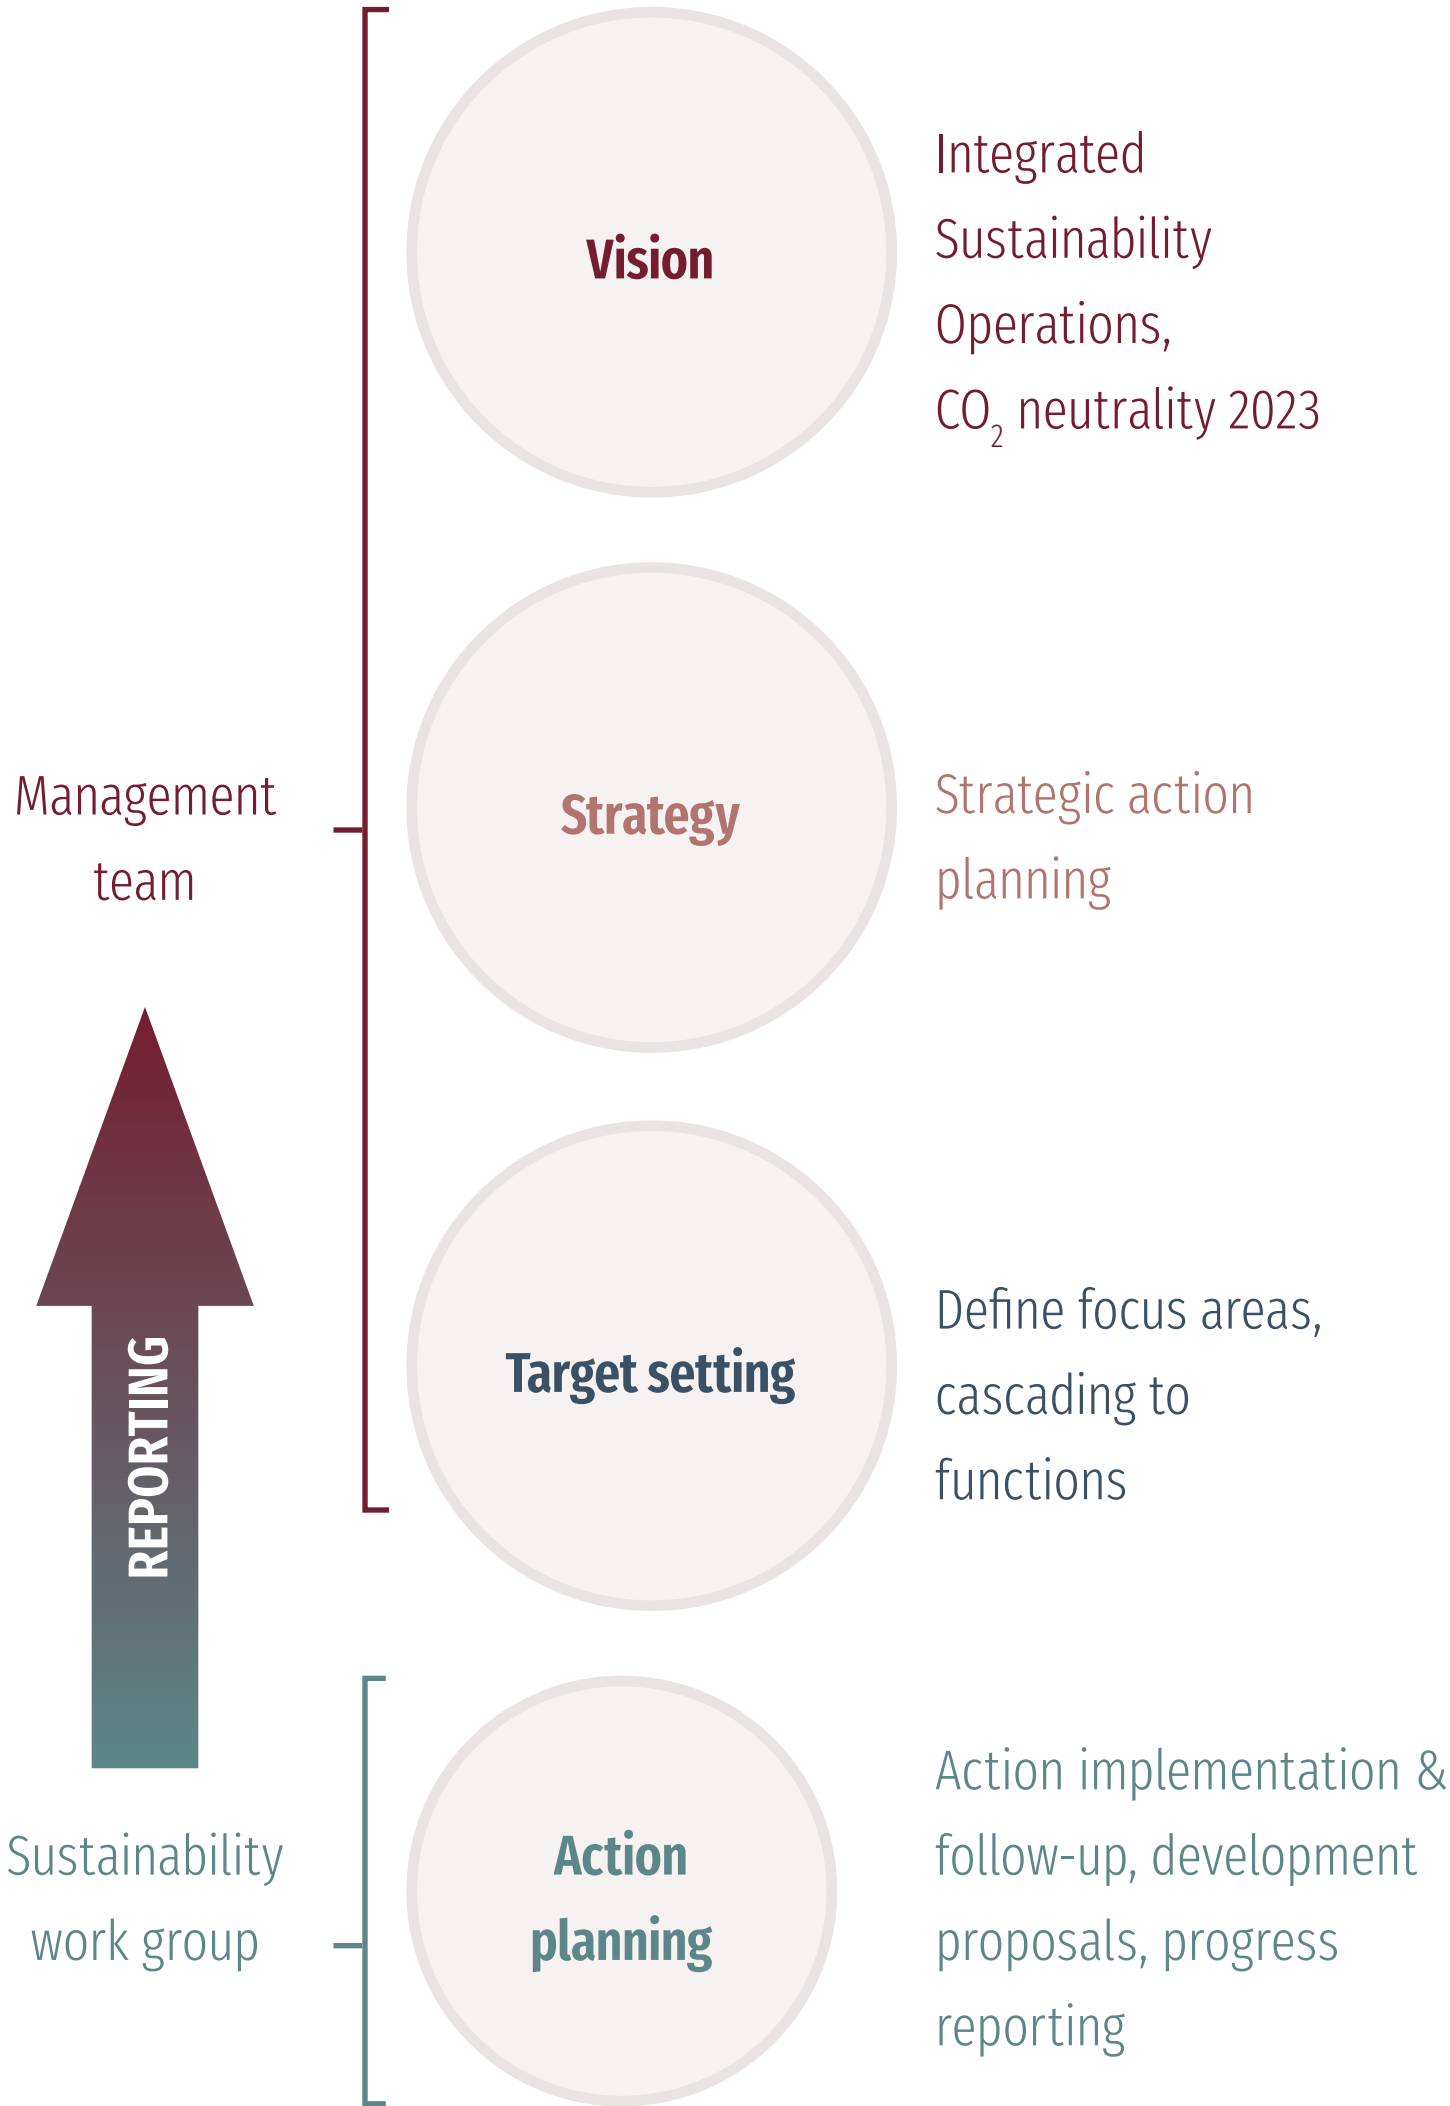 Vision
Integrated
Sustainability
Operations,
CO₂ neutrality 2023
Management
team
Strategy
Strategic action
planning
REPORTING
Target setting
Define focus areas,
cascading to
functions
Sustainability
work group
Action
planning
Action implementation &
follow-up, development
proposals, progress
reporting